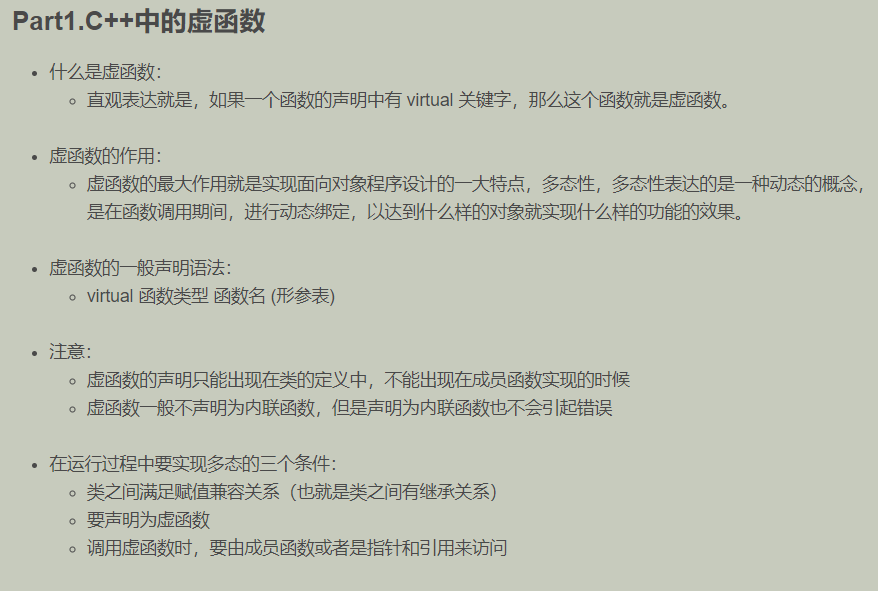 Part1.C++中的虚函数
什么是虚函数：
直观表达就是，如果一个函数的声明中有 virtual 关键字，那么这个函数就是虚函数。
虚函数的作用：
虚函数的最大作用就是实现面向对象程序设计的一大特点，多态性，多态性表达的是一种动态的概念，
是在函数调用期间，进行动态绑定，以达到什么样的对象就实现什么样的功能的效果。
虚函数的一般声明语法：
virtual 函数类型 函数名 (形参表)
注意：
虚函数的声明只能出现在类的定义中，不能出现在成员函数实现的时候
虚函数一般不声明为内联函数，但是声明为内联函数也不会引起错误
在运行过程中要实现多态的三个条件：
类之间满足赋值兼容关系（也就是类之间有继承关系）
要声明为虚函数
调用虚函数时，要由成员函数或者是指针和引用来访问